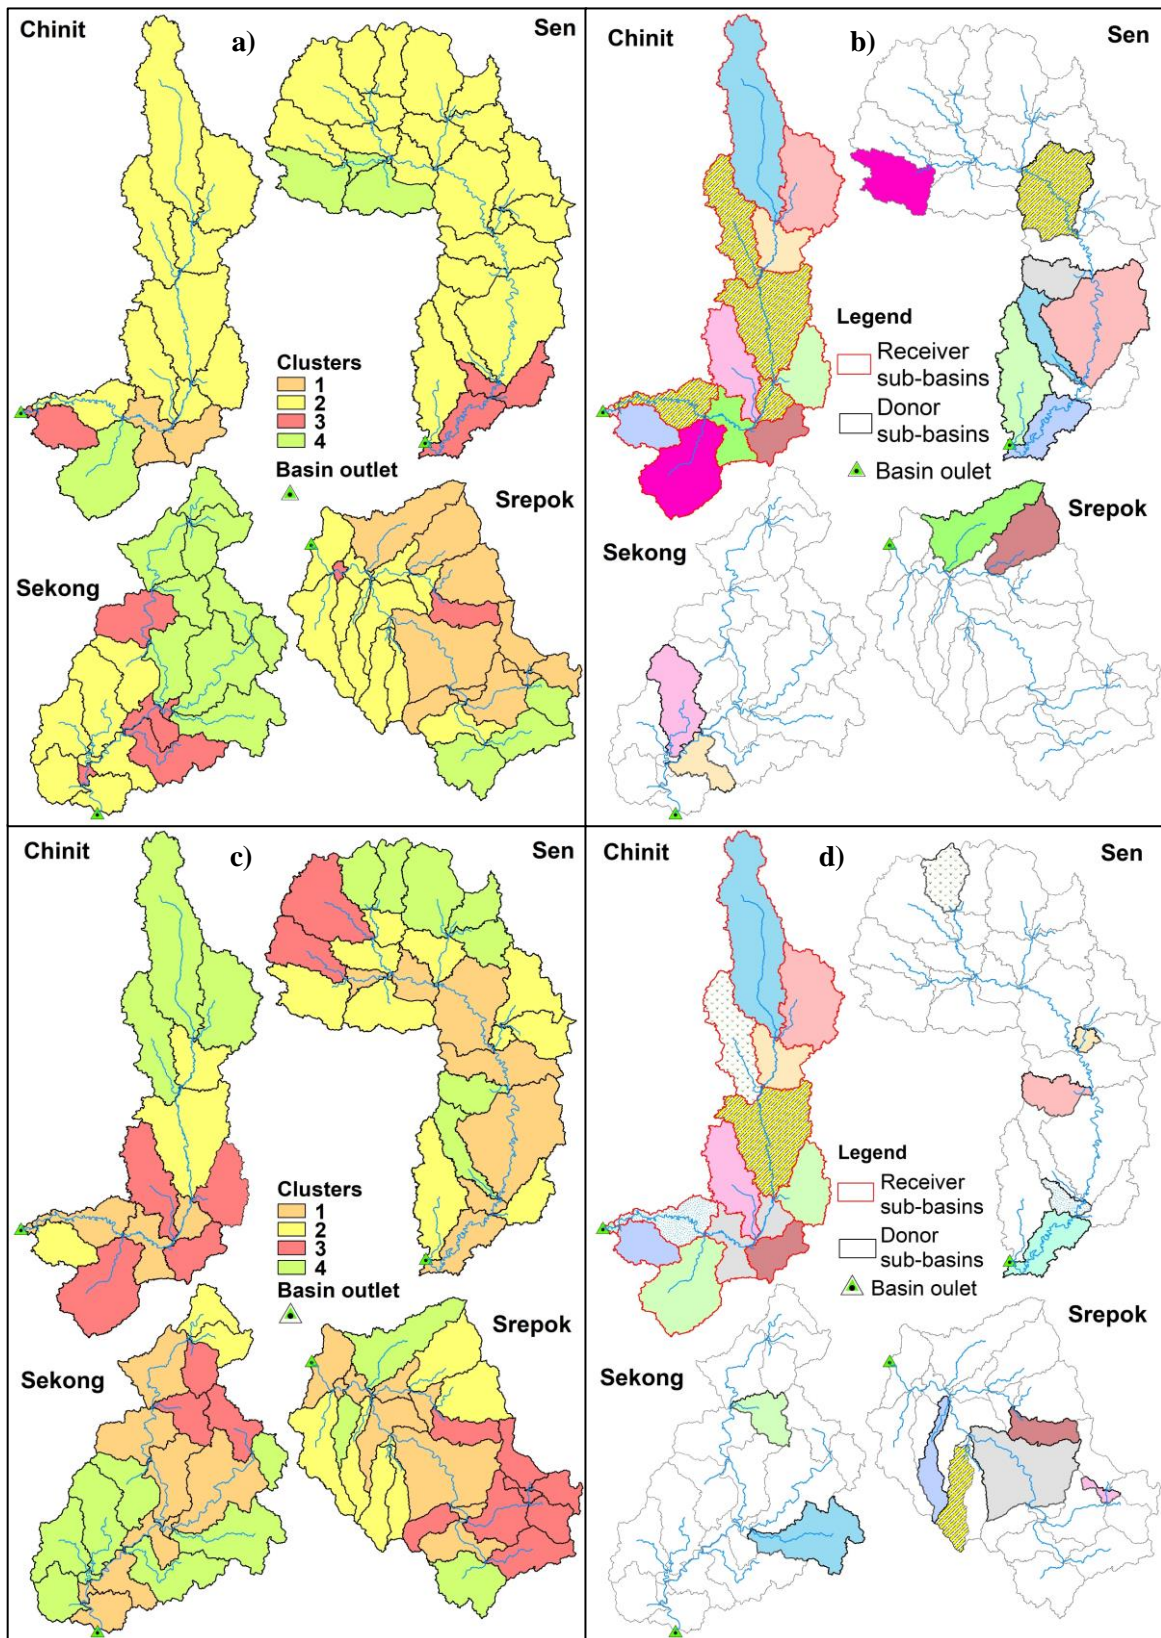 Chinit
a)
Sen
Clusters
1
2
3
4
Basin outlet
Srepok
Sekong
Chinit
b)
Sen
Legend
Receiver
sub-basins
Donor
sub-basins
Basin oulet
Srepok
Sekong
Chinit
c)
Sen
Clusters
1
2
3
4
Basin outlet
Srepok
Sekong
Chinit
d)
Sen
Legend
Receiver
sub-basins
Donor
sub-basins
Basin oulet
Srepok
Sekong